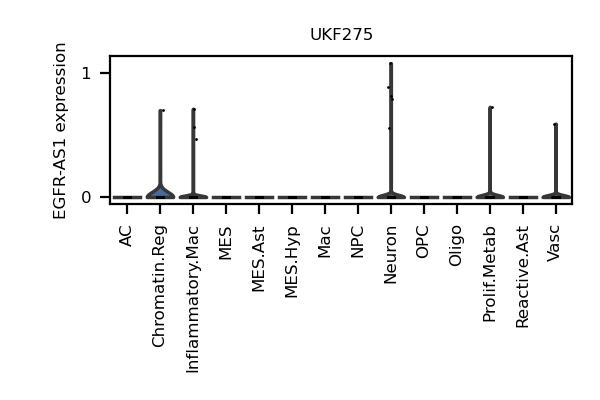 UKF275
EGFR-AS1 expression
1
0
AC
Chromatin.Reg
Inflammatory.Mac
MES
MES.Ast
MES.Hyp
Mac
NPC
Neuron
OPC
Oligo
Prolif.Metab
Reactive.Ast
Vasc